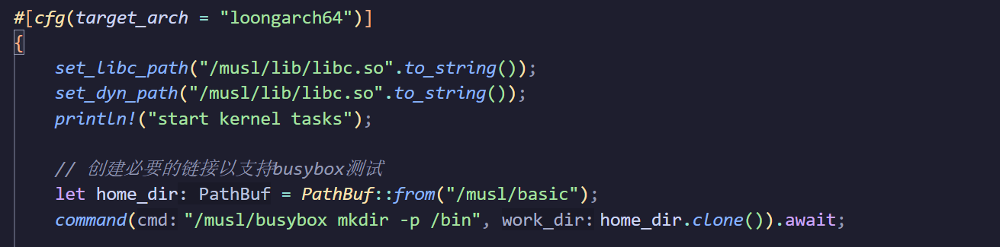 #[cfg(target_arch = "loongarch64")]
{
set_libc_path("/musl/lib/libc.so".to_string());
set_dyn_path("/musl/lib/libc.so".to_string());
println!("start kernel tasks");
// 创建必要的链接以支持busybox测试
let home_dir: PathBuf = PathBuf::from("/musl/basic");
command(cmd: "/musl/busybox mkdir -p /bin", work_dir: home_dir.clone()).await;